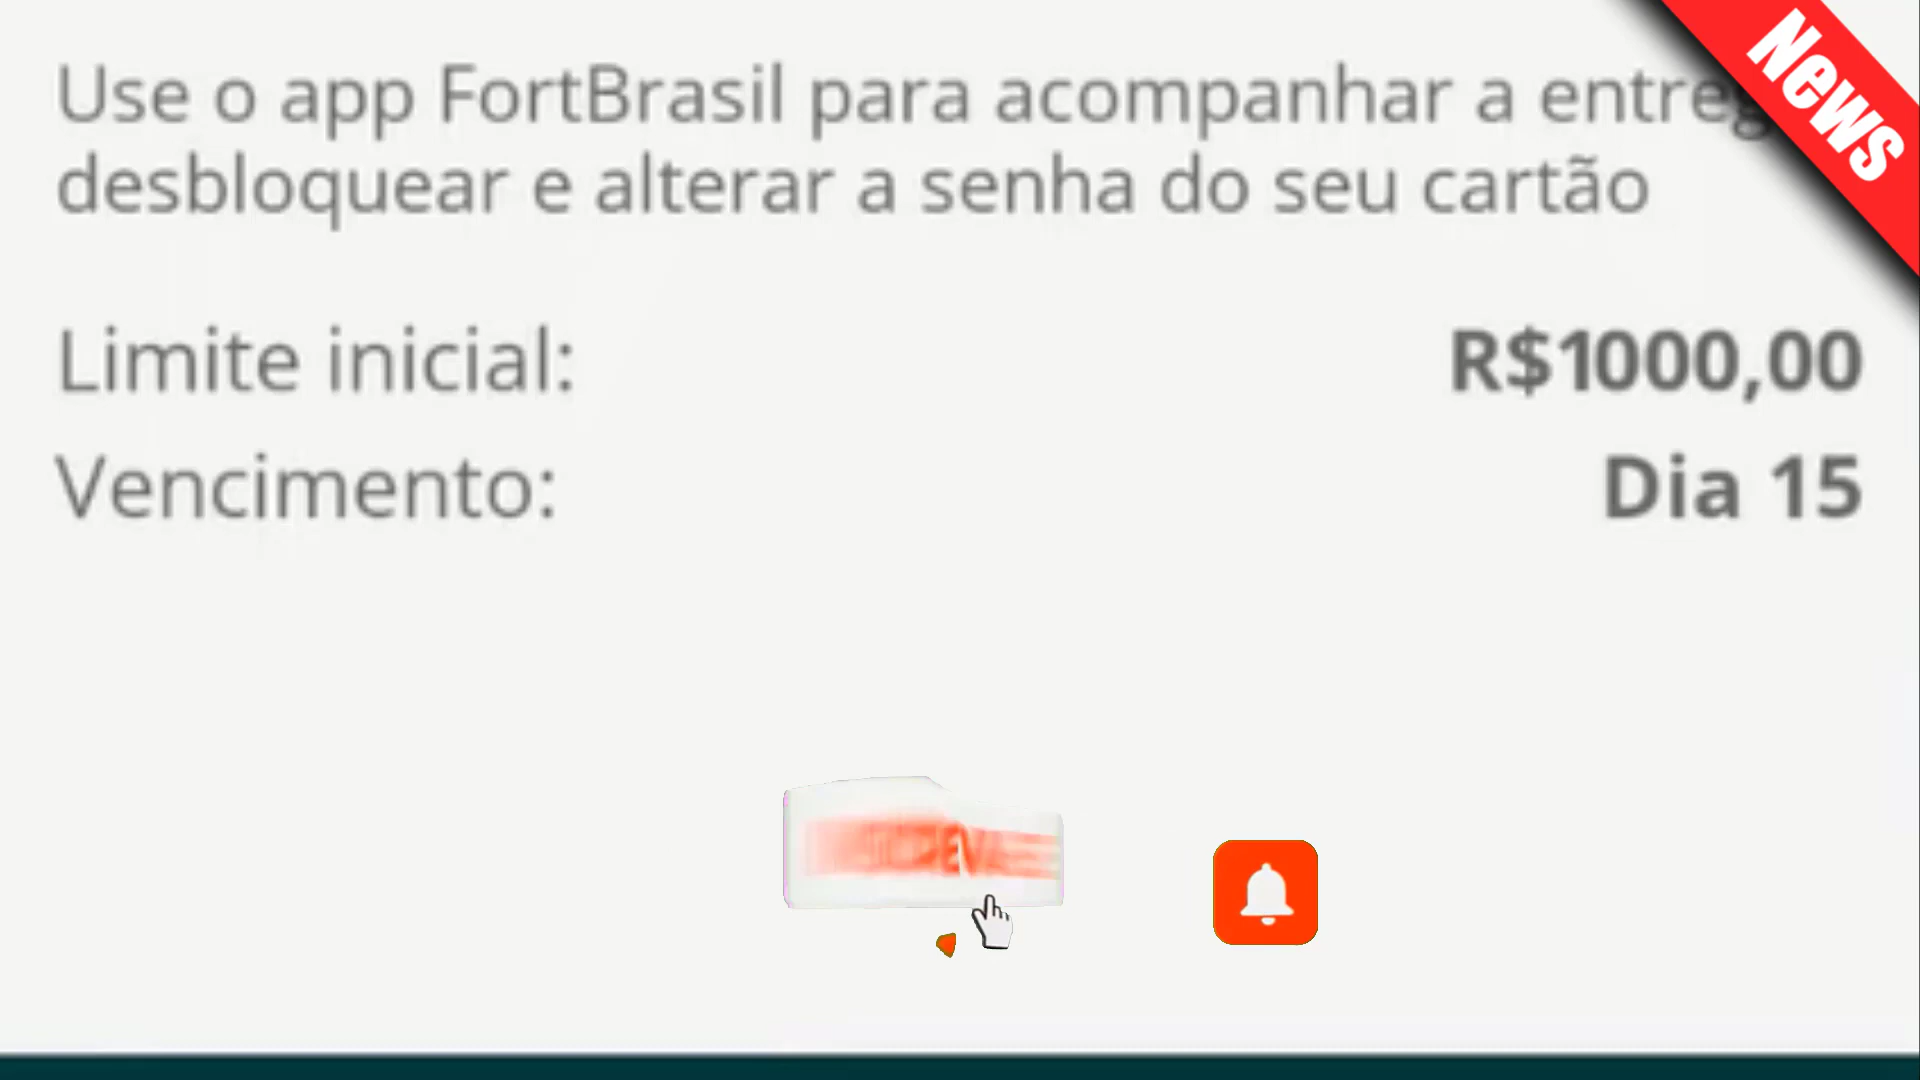 News
Use o app FortBrasil para acompanhar a entreg
desbloquear e alterar a senha do seu cartão
Limite inicial: R$1000,00
Vencimento: Dia 15